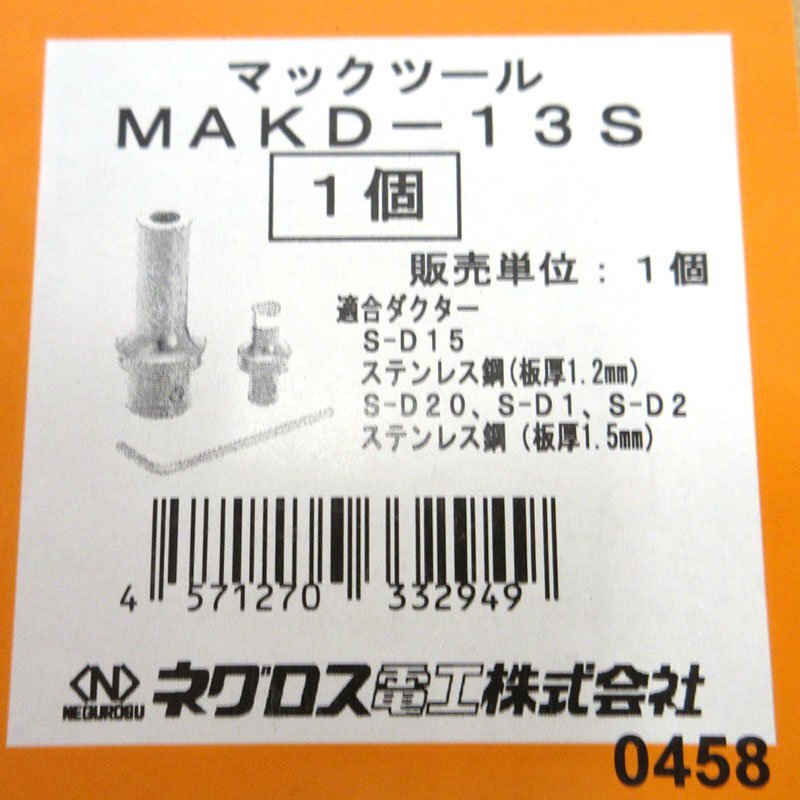 マックツール
MAKD-13S
1個
販売単位：1個
適合ダクター
S-D15
ステンレス鋼(板厚1.2mm)
S-D20、S-D1、S-D2
ステンレス鋼(板厚1.5mm)
4 571270 332949
<N> NEGUROSU ネグロス電工株式会社
0458